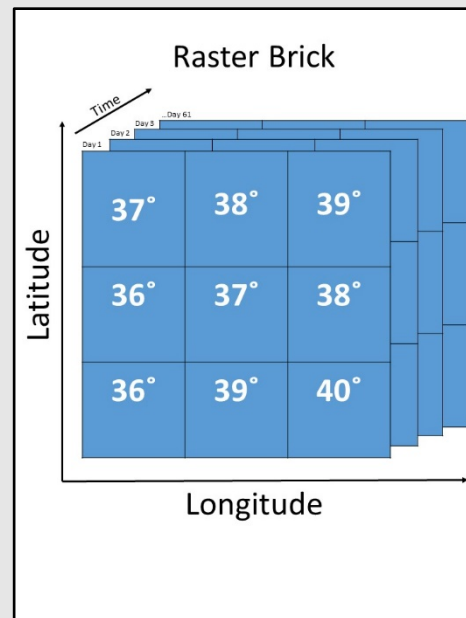 Raster Brick
Time
Day 1
Day 2
Day 3
...Day 61
37° 38° 39°
36° 37° 38°
36° 39° 40°
Latitude
Longitude